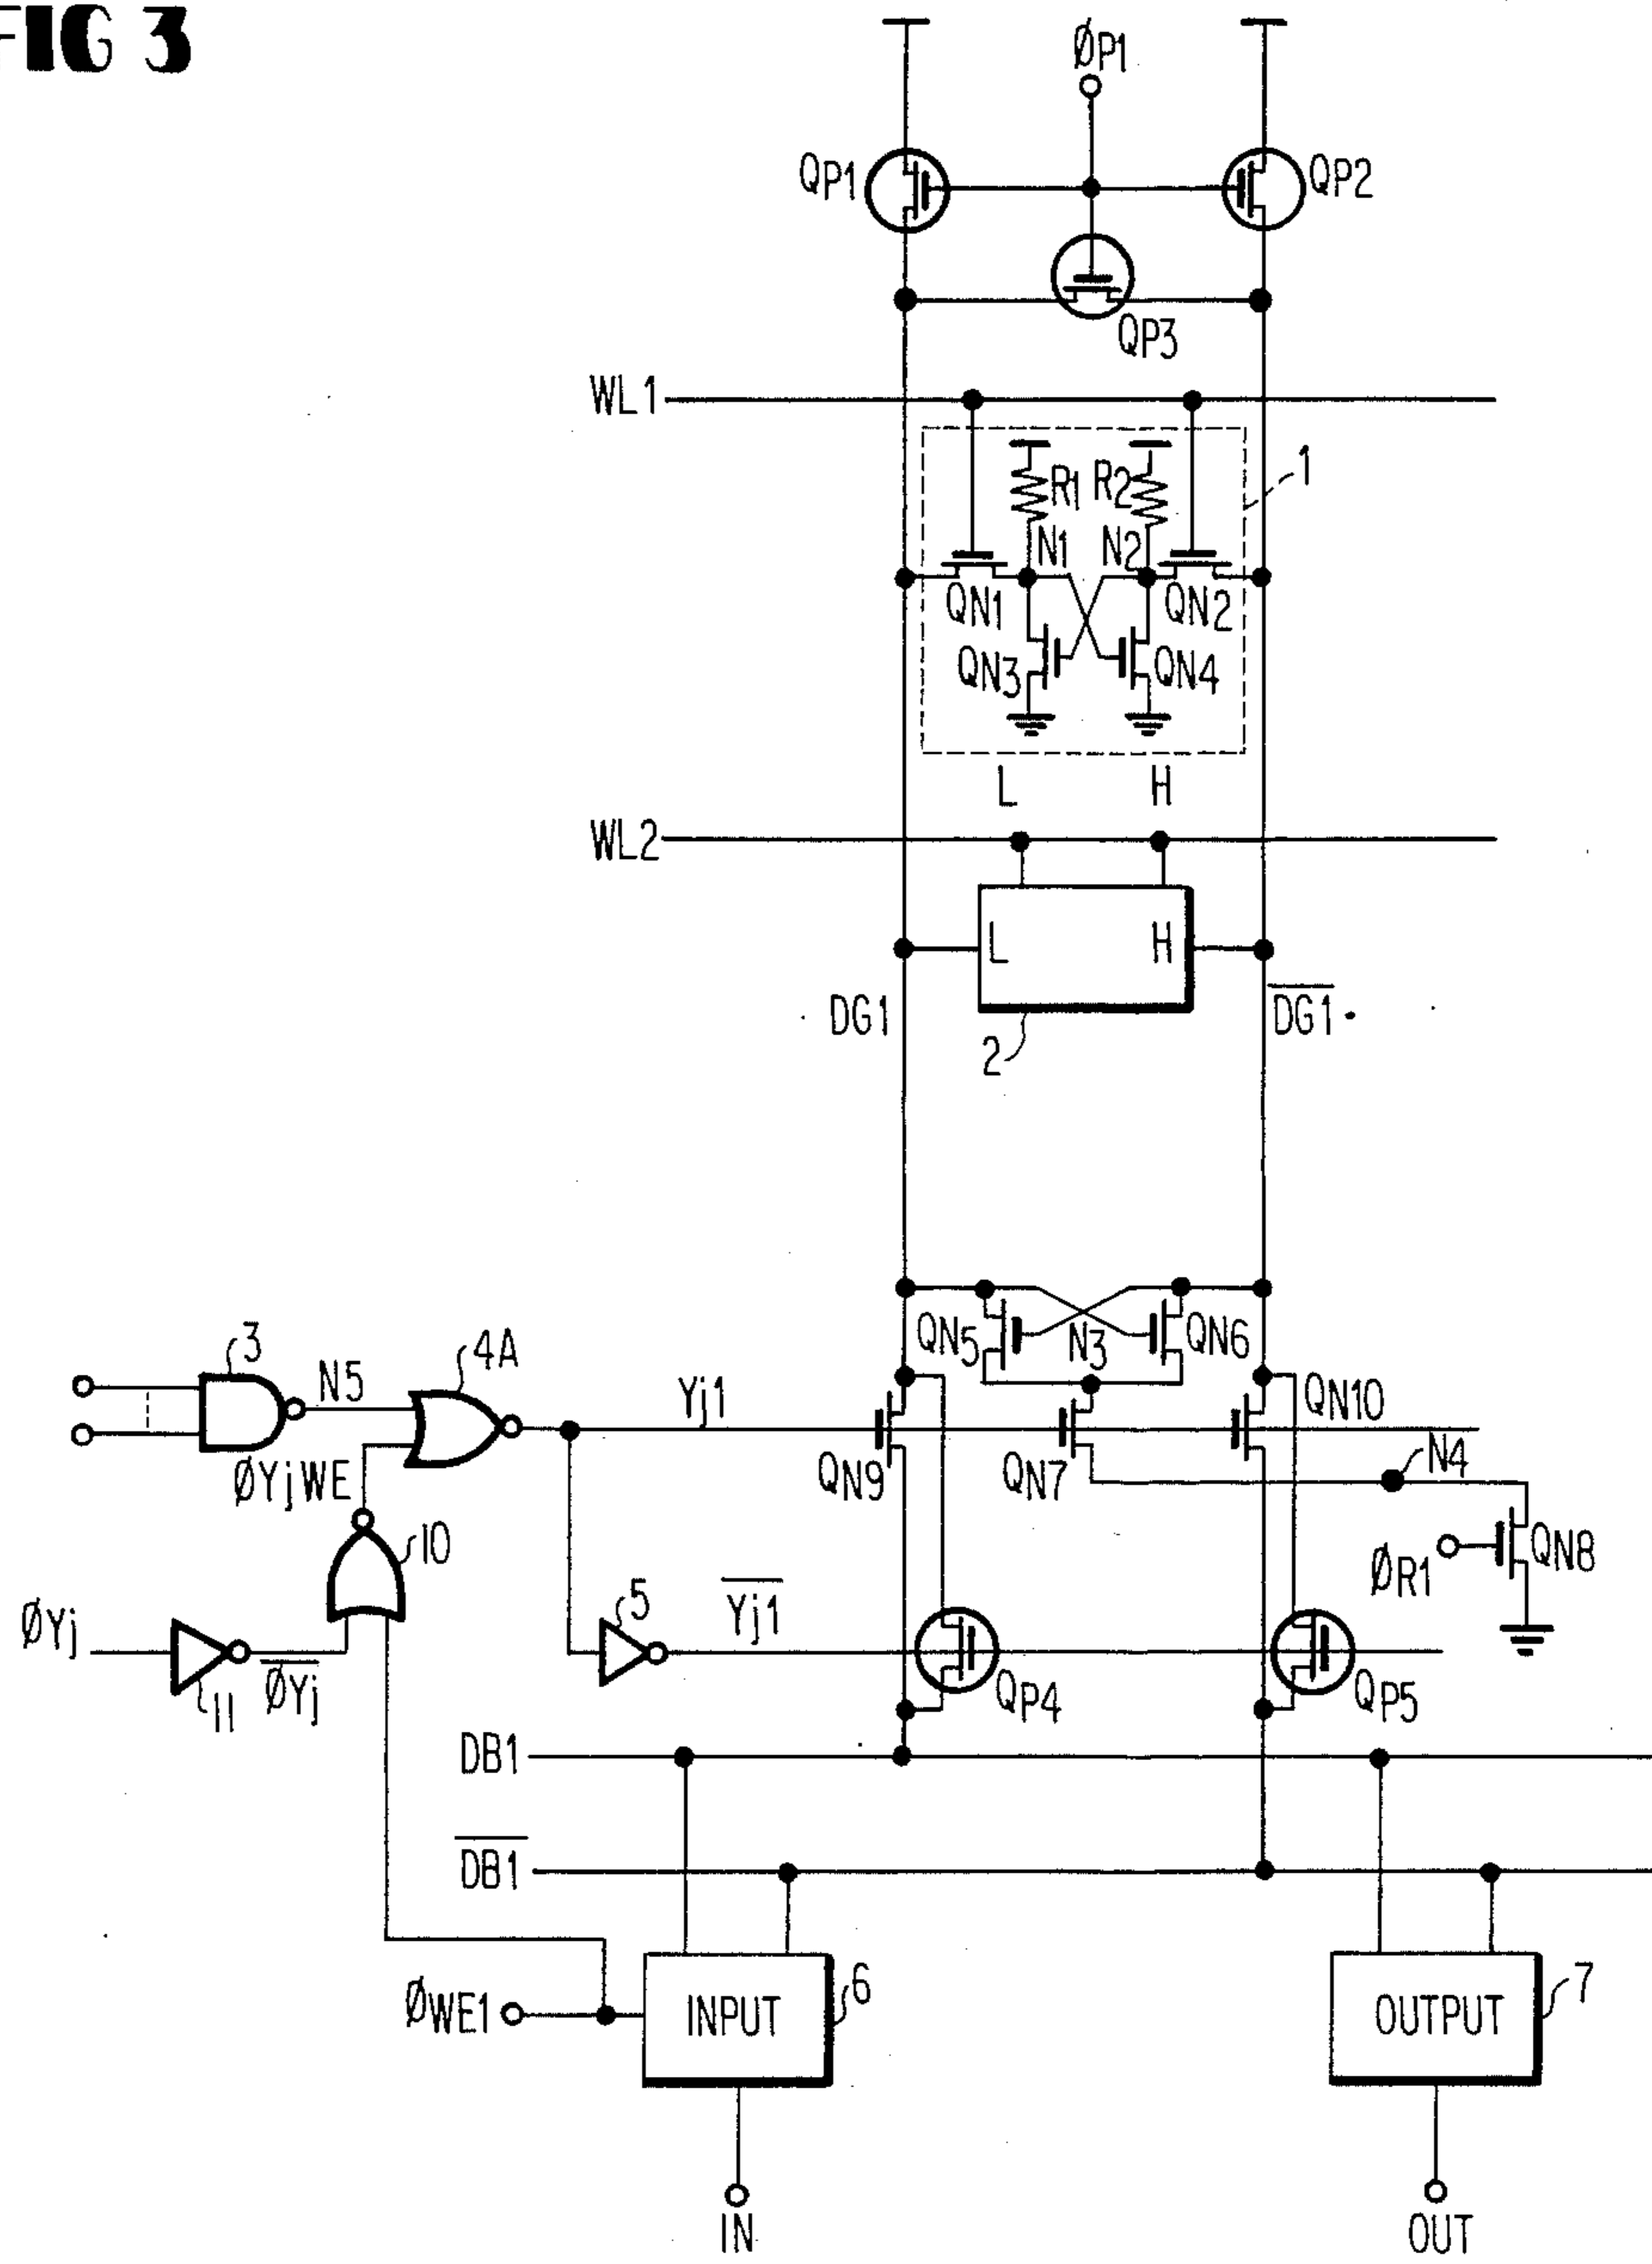 FIG 3
ØP1
QP1
QP2
QP3
WL1
1
R1
R2
N1
N2
QN1
QN2
QN3
QN4
L
H
WL2
L
H
DG1
DG1
2
3
N5
4A
Yj1
QN5
N3
QN6
QN10
QN9
QN7
N4
ØYjWE
10
ØR1
QN8
ØYj
ØYj
11
5
Yj1
QP4
QP5
DB1
DB1
ØWE1
INPUT
6
OUTPUT
7
IN
OUT